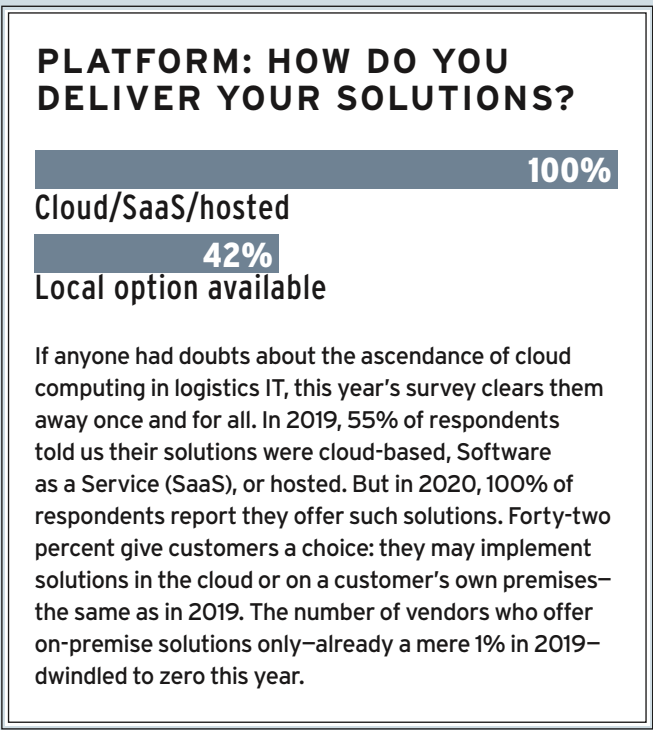 PLATFORM: HOW DO YOU
DELIVER YOUR SOLUTIONS?
100%
Cloud/SaaS/hosted
42%
Local option available
If anyone had doubts about the ascendance of cloud
computing in logistics IT, this year's survey clears them
away once and for all. In 2019, 55% of respondents
told us their solutions were cloud-based, Software
as a Service (SaaS), or hosted. But in 2020, 100% of
respondents report they offer such solutions. Forty-two
percent give customers a choice: they may implement
solutions in the cloud or on a customer's own premises—
the same as in 2019. The number of vendors who offer
on-premise solutions only—already a mere 1% in 2019—
dwindled to zero this year.